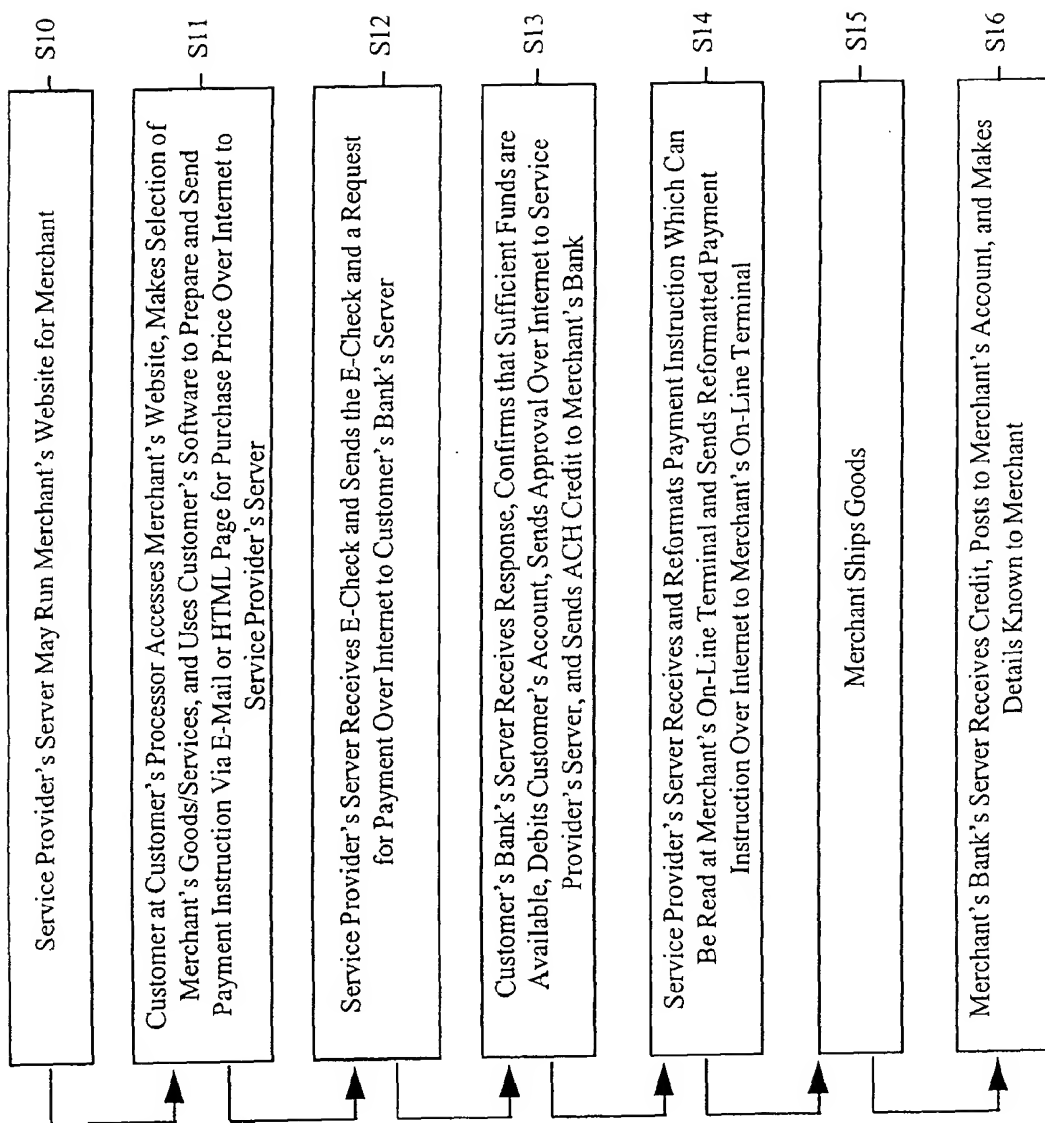 Service Provider's Server May Run Merchant's Website for Merchant
S10
Customer at Customer's Processor Accesses Merchant's Website, Makes Selection of
Merchant's Goods/Services, and Uses Customer's Software to Prepare and Send
Payment Instruction Via E-Mail or HTML Page for Purchase Price Over Internet to
Service Provider's Server
S11
Service Provider's Server Receives E-Check and Sends the E-Check and a Request
for Payment Over Internet to Customer's Bank's Server
S12
Customer's Bank's Server Receives Response, Confirms that Sufficient Funds are
Available, Debits Customer's Account, Sends Approval Over Internet to Service
Provider's Server, and Sends ACH Credit to Merchant's Bank
S13
Service Provider's Server Receives and Reformats Payment Instruction Which Can
Be Read at Merchant's On-Line Terminal and Sends Reformatted Payment
Instruction Over Internet to Merchant's On-Line Terminal
S14
Merchant Ships Goods
S15
Merchant's Bank's Server Receives Credit, Posts to Merchant's Account, and Makes
Details Known to Merchant
S16